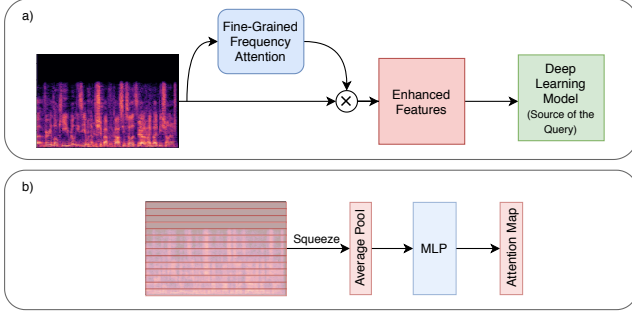 a)
Fine-Grained
Frequency
Attention
Enhanced
Features
Deep
Learning
Model
(Source of the
Query)
b)
Squeeze
Average Pool
MLP
Attention Map